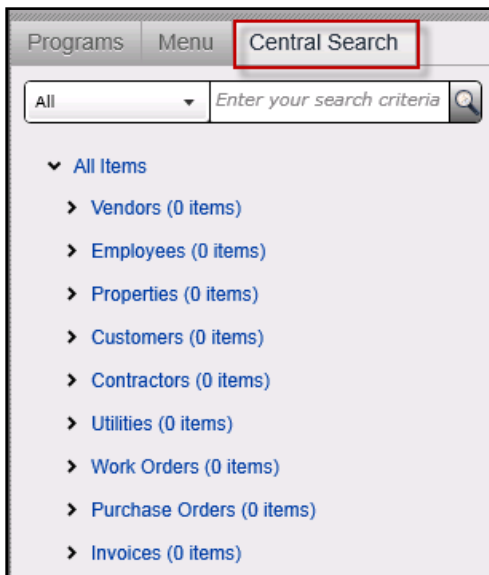 Programs Menu Central Search
All Enter your search criteria
All Items
Vendors (0 items)
Employees (0 items)
Properties (0 items)
Customers (0 items)
Contractors (0 items)
Utilities (0 items)
Work Orders (0 items)
Purchase Orders (0 items)
Invoices (0 items)